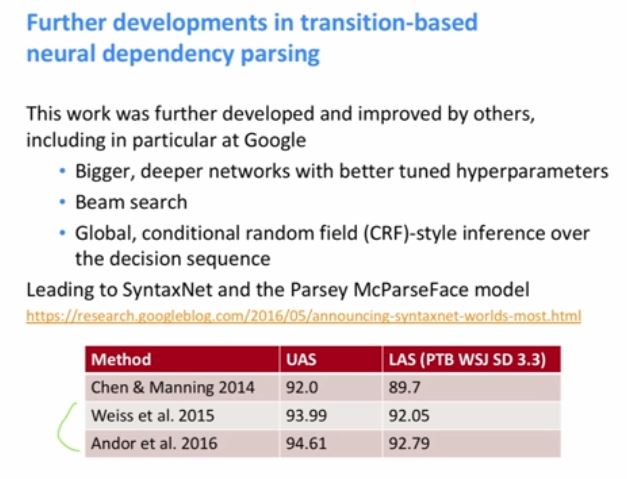 Further developments in transition-based
neural dependency parsing
This work was further developed and improved by others,
including in particular at Google
• Bigger, deeper networks with better tuned hyperparameters
• Beam search
• Global, conditional random field (CRF)-style inference over
the decision sequence
Leading to SyntaxNet and the Parsey McParseFace model
https://research.googleblog.com/2016/05/announcing-syntaxnet-worlds-most.html
Method UAS LAS (PTB WSJ SD 3.3)
Chen & Manning 2014 92.0 89.7
Weiss et al. 2015 93.99 92.05
Andor et al. 2016 94.61 92.79